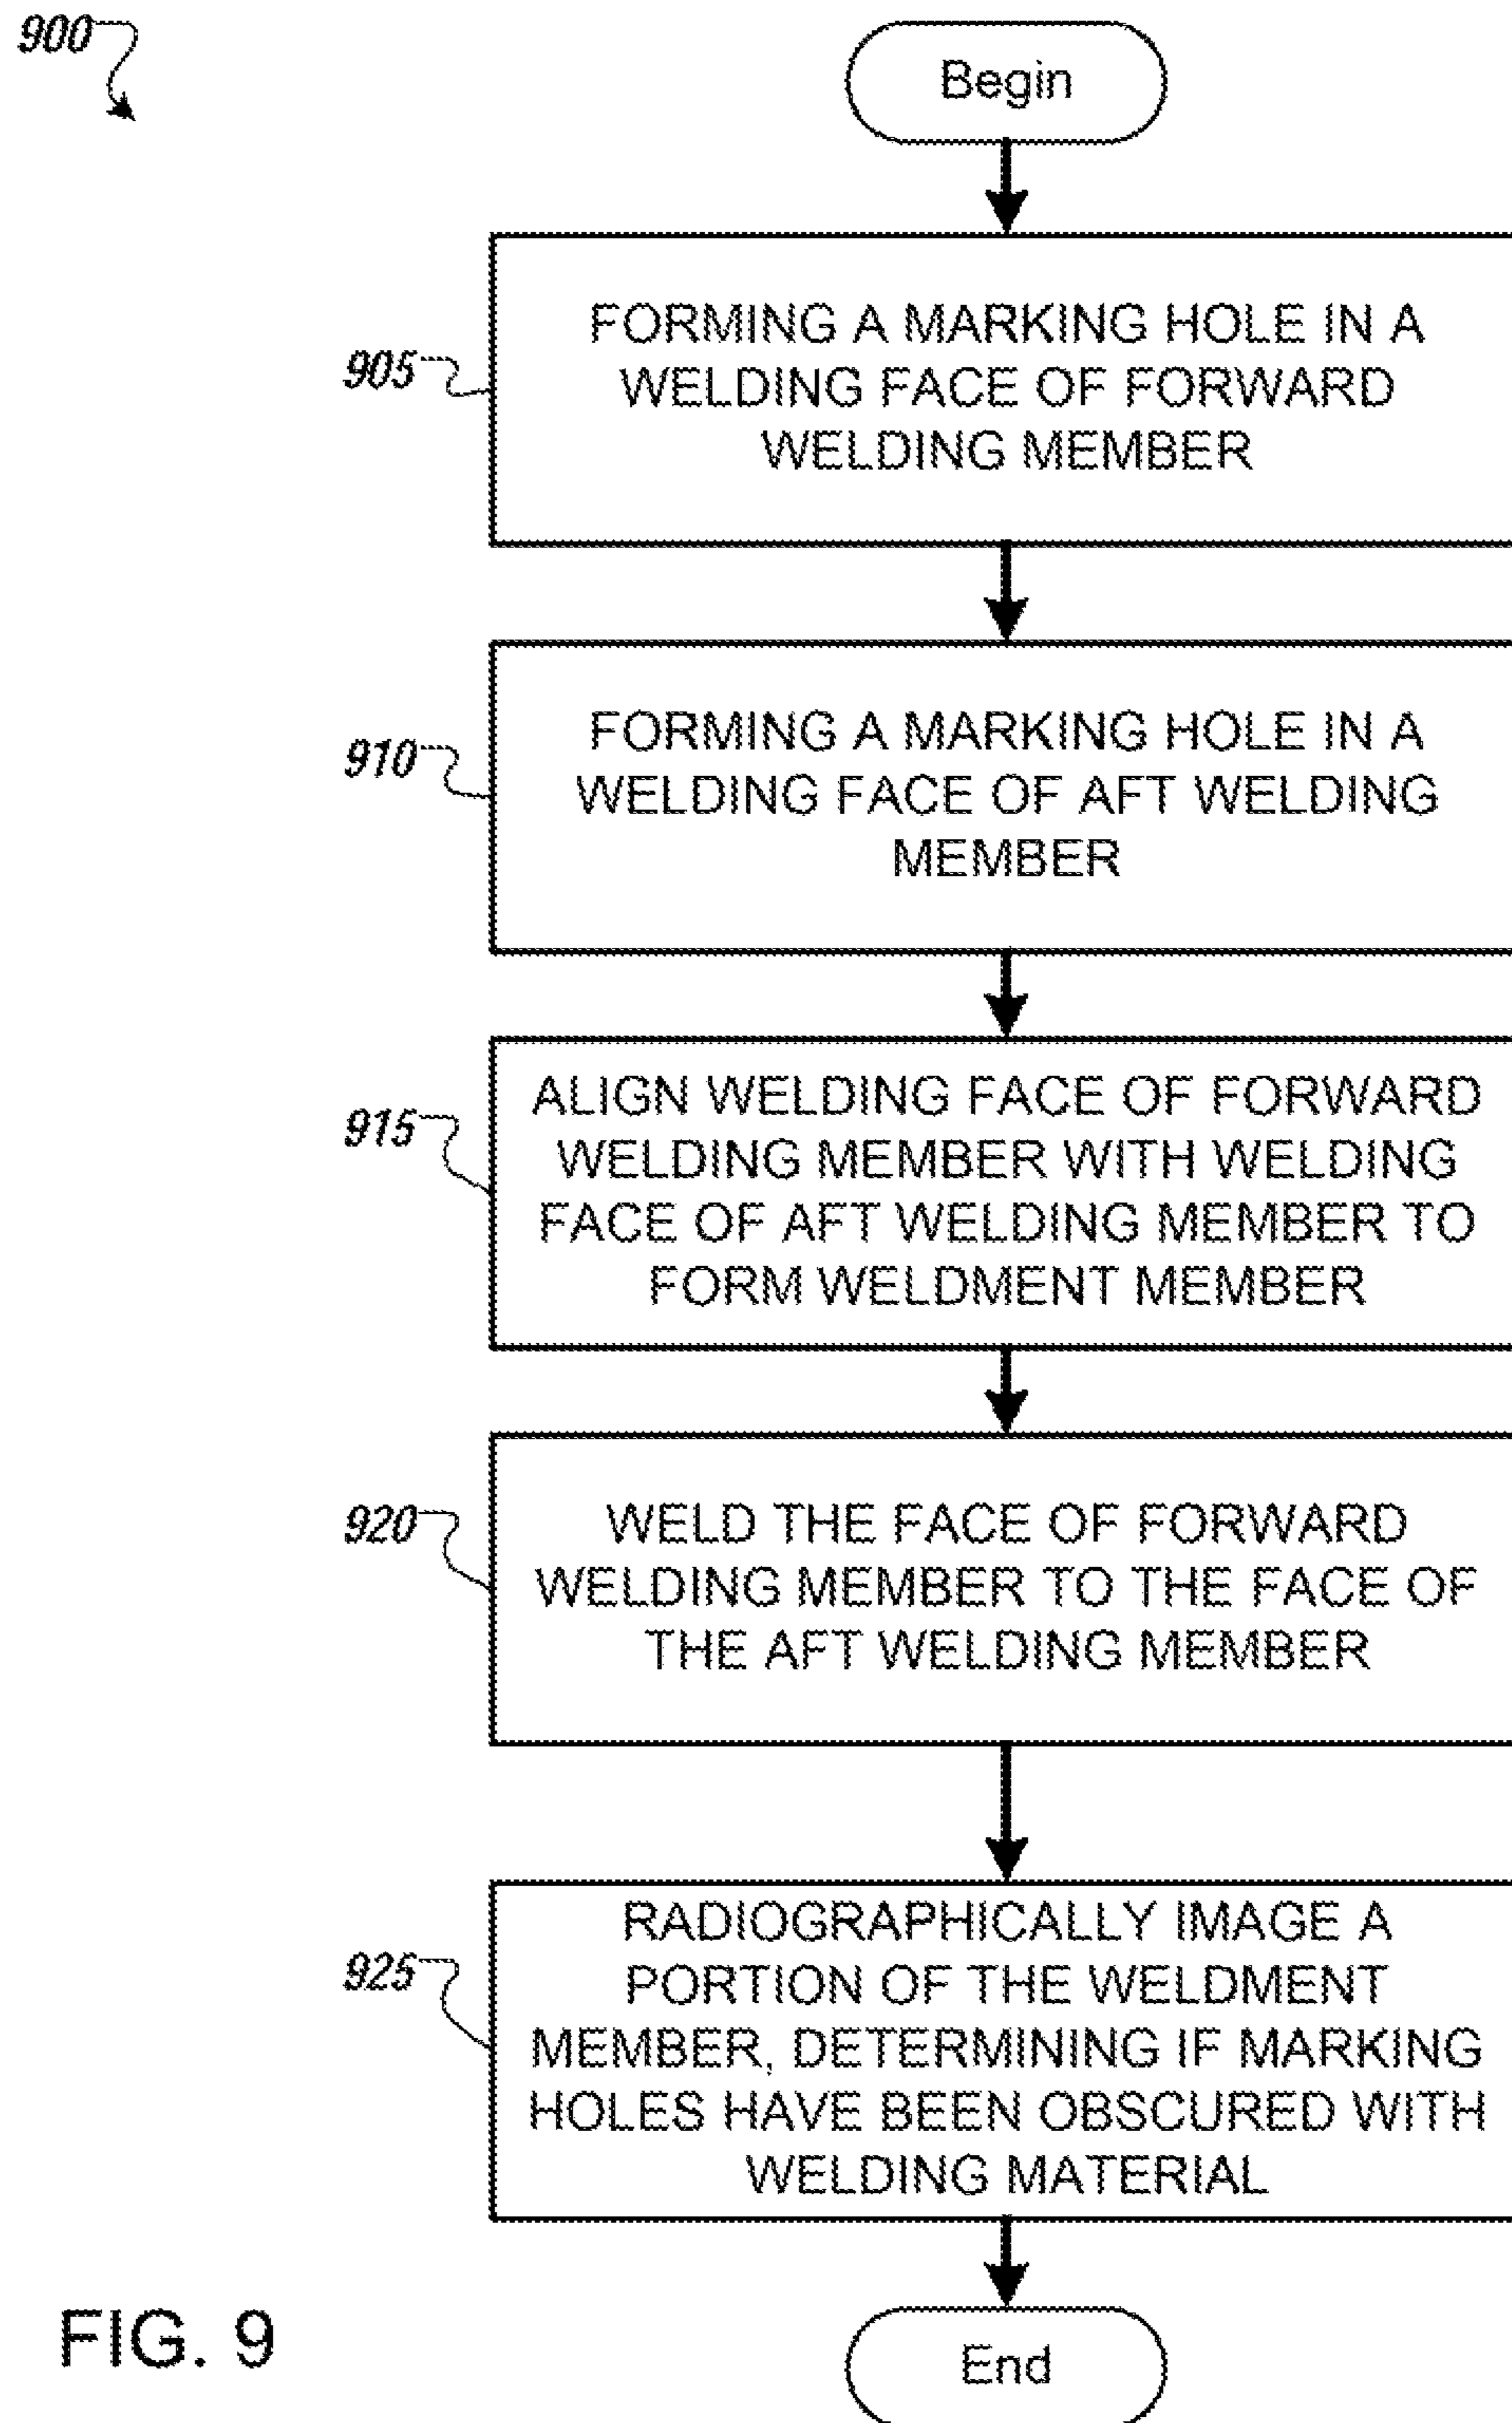 900
Begin
905
FORMING A MARKING HOLE IN A
WELDING FACE OF FORWARD
WELDING MEMBER
910
FORMING A MARKING HOLE IN A
WELDING FACE OF AFT WELDING
MEMBER
915
ALIGN WELDING FACE OF FORWARD
WELDING MEMBER WITH WELDING
FACE OF AFT WELDING MEMBER TO
FORM WELDMENT MEMBER
920
WELD THE FACE OF FORWARD
WELDING MEMBER TO THE FACE OF
THE AFT WELDING MEMBER
925
RADIOGRAPHICALLY IMAGE A
PORTION OF THE WELDMENT
MEMBER, DETERMINING IF MARKING
HOLES HAVE BEEN OBSCURED WITH
WELDING MATERIAL
End
FIG. 9